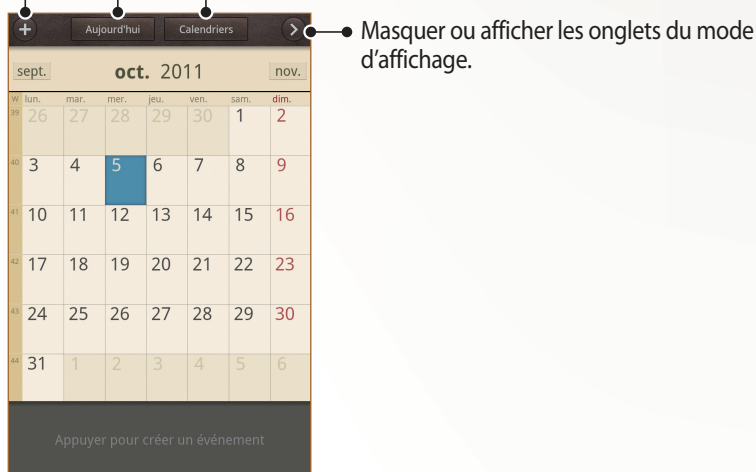 + Aujourd'hui Calendriers >
Masquer ou afficher les onglets du mode
d'affichage.
sept. oct. 2011 nov.
W lun. mar. mer. jeu. ven. sam. dim.
39 26 27 28 29 30 1 2
40 3 4 5 6 7 8 9
41 10 11 12 13 14 15 16
42 17 18 19 20 21 22 23
43 24 25 26 27 28 29 30
44 31 1 2 3 4 5 6
Appuyer pour créer un événement